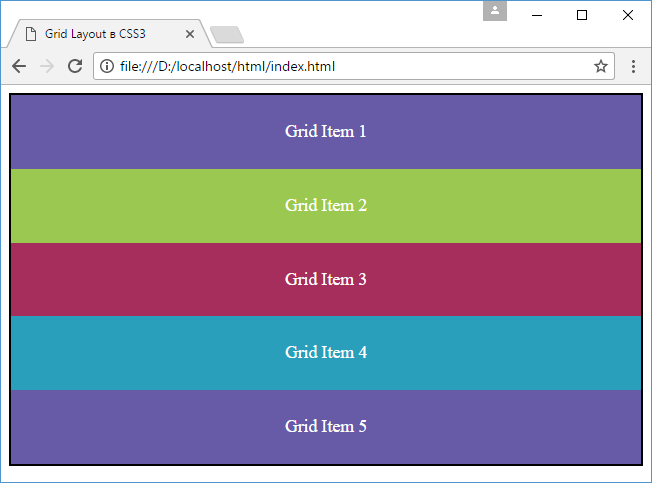 Grid Layout в CSS3
file:///D:/localhost/html/index.html
Grid Item 1
Grid Item 2
Grid Item 3
Grid Item 4
Grid Item 5